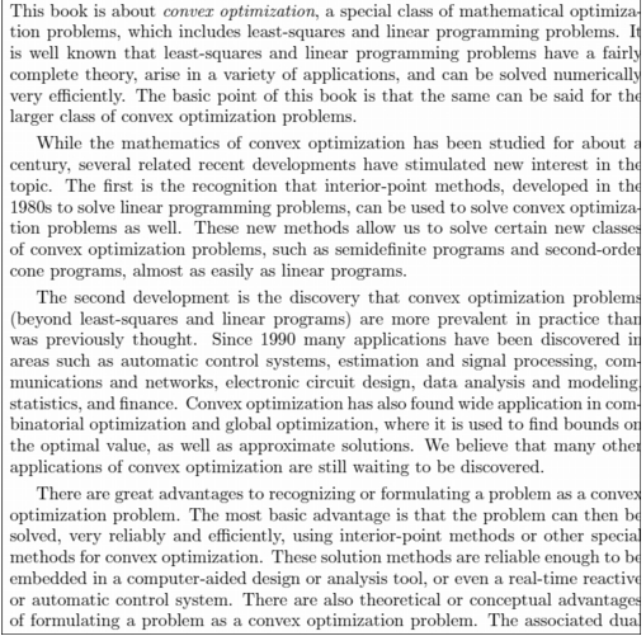 This book is about convex optimization, a special class of mathematical optimiza-
tion problems, which includes least-squares and linear programming problems. It
is well known that least-squares and linear programming problems have a fairly
complete theory, arise in a variety of applications, and can be solved numerically
very efficiently. The basic point of this book is that the same can be said for the
larger class of convex optimization problems.
While the mathematics of convex optimization has been studied for about a
century, several related recent developments have stimulated new interest in the
topic. The first is the recognition that interior-point methods, developed in the
1980s to solve linear programming problems, can be used to solve convex optimiza-
tion problems as well. These new methods allow us to solve certain new classes
of convex optimization problems, such as semidefinite programs and second-order
cone programs, almost as easily as linear programs.
The second development is the discovery that convex optimization problems
(beyond least-squares and linear programs) are more prevalent in practice than
was previously thought. Since 1990 many applications have been discovered in
areas such as automatic control systems, estimation and signal processing, com-
munications and networks, electronic circuit design, data analysis and modeling,
statistics, and finance. Convex optimization has also found wide application in com-
binatorial optimization and global optimization, where it is used to find bounds on
the optimal value, as well as approximate solutions. We believe that many other
applications of convex optimization are still waiting to be discovered.
There are great advantages to recognizing or formulating a problem as a convex
optimization problem. The most basic advantage is that the problem can then be
solved, very reliably and efficiently, using interior-point methods or other special
methods for convex optimization. These solution methods are reliable enough to be
embedded in a computer-aided design or analysis tool, or even a real-time reactive
or automatic control system. There are also theoretical or conceptual advantages
of formulating a problem as a convex optimization problem. The associated dua